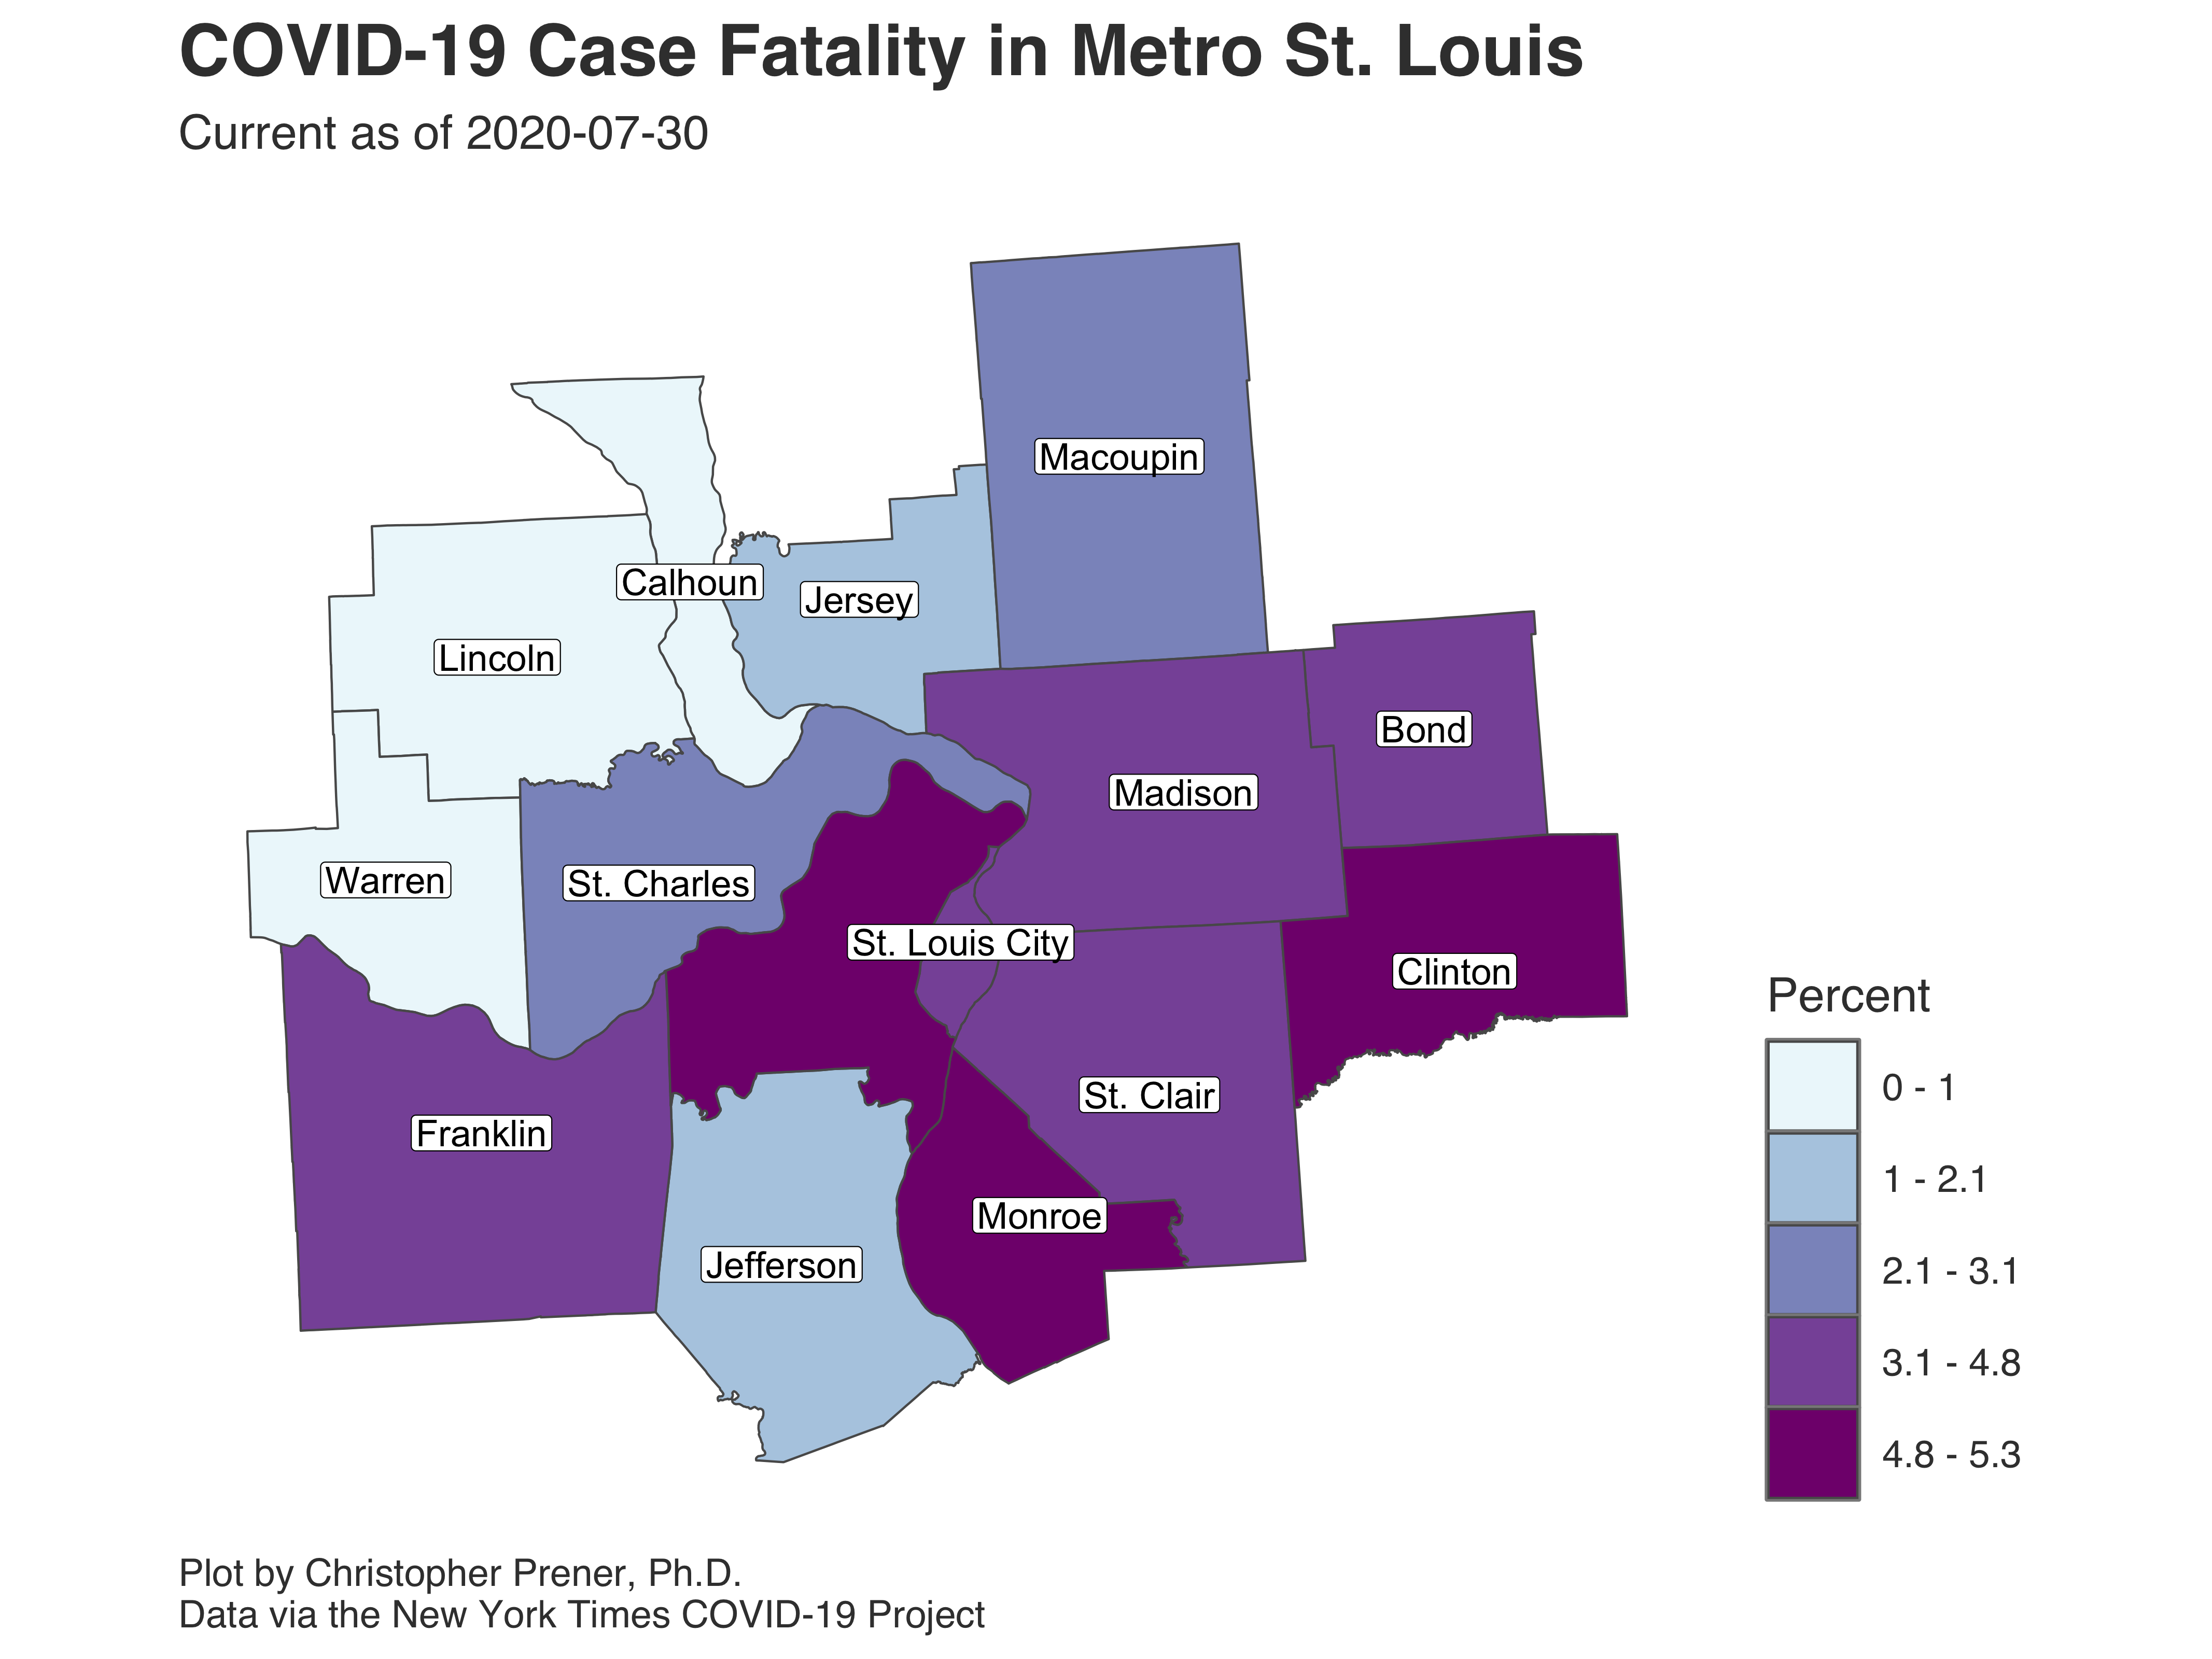 COVID-19 Case Fatality in Metro St. Louis
Current as of 2020-07-30
Macoupin
Calhoun
Jersey
Lincoln
Bond
Madison
Warren
St. Charles
St. Louis City
Clinton
St. Clair
Franklin
Monroe
Jefferson
Percent
0 - 1
1 - 2.1
2.1 - 3.1
3.1 - 4.8
4.8 - 5.3
Plot by Christopher Prener, Ph.D.
Data via the New York Times COVID-19 Project